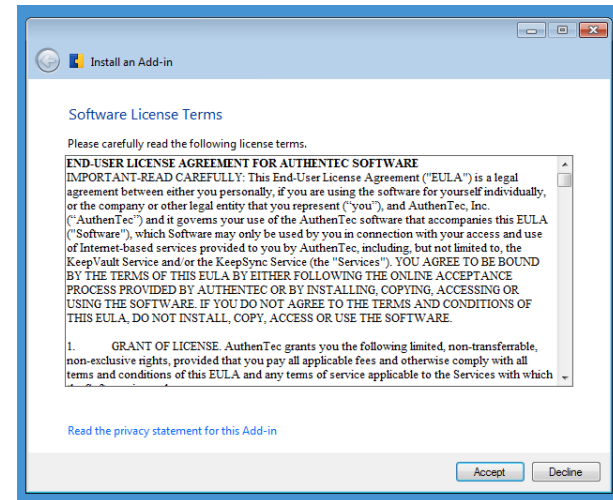 Install an Add-in
Software License Terms
Please carefully read the following license terms.
END-USER LICENSE AGREEMENT FOR AUTHENTEC SOFTWARE
IMPORTANT-READ CAREFULLY: This End-User License Agreement ("EULA") is a legal
agreement between either you personally, if you are using the software for yourself individually,
or the company or other legal entity that you represent (“you”), and AuthenTec, Inc.
(“AuthenTec”) and it governs your use of the AuthenTec software that accompanies this EULA
("Software"), which Software may only be used by you in connection with your access and use
of Internet-based services provided to you by AuthenTec, including, but not limited to, the
KeepVault Service and/or the KeepSync Service (the "Services"). YOU AGREE TO BE BOUND
BY THE TERMS OF THIS EULA BY EITHER FOLLOWING THE ONLINE ACCEPTANCE
PROCESS PROVIDED BY AUTHENTEC OR BY INSTALLING, COPYING, ACCESSING OR
USING THE SOFTWARE. IF YOU DO NOT AGREE TO THE TERMS AND CONDITIONS OF
THIS EULA, DO NOT INSTALL, COPY, ACCESS OR USE THE SOFTWARE.
1. GRANT OF LICENSE. AuthenTec grants you the following limited, non-transferrable,
non-exclusive rights, provided that you pay all applicable fees and otherwise comply with all
terms and conditions of this EULA and any terms of service applicable to the Services with which
Read the privacy statement for this Add-in
Accept Decline